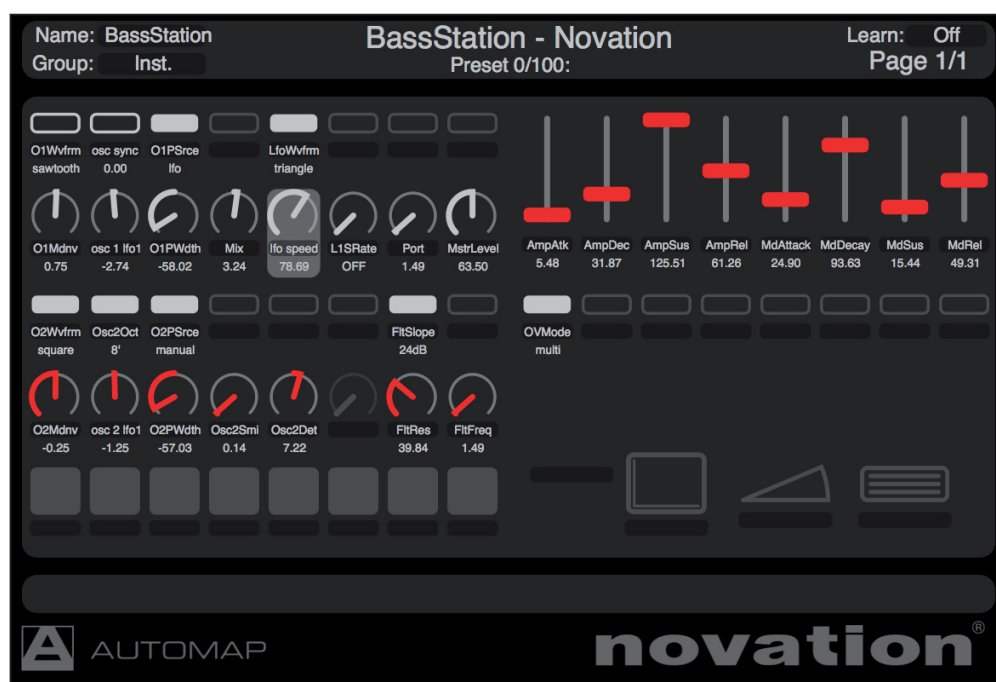 Name: BassStation
BassStation - Novation
Learn: Off
Group: Inst.
Preset 0/100:
Page 1/1
O1Wvfrm osc sync O1PSrce LfoWvfrm
sawtooth 0.00 lfo triangle
O1Mdnv osc 1 lfo1 O1PWdth Mix lfo speed L1SRate Port MstrLevel
0.75 -2.74 -58.02 3.24 78.69 OFF 1.49 63.50
AmpAtk AmpDec AmpSus AmpRel MdAttack MdDecay MdSus MdRel
5.48 31.87 125.51 61.26 24.90 93.63 15.44 49.31
O2Wvfrm Osc2Oct O2PSrce FltSlope
square 8' manual 24dB
OVMode
multi
O2Mdnv osc 2 lfo1 O2PWdth Osc2Smi Osc2Det FltRes FltFreq
-0.25 -1.25 -57.03 0.14 7.22 39.84 1.49
A AUTOMAP
novation®